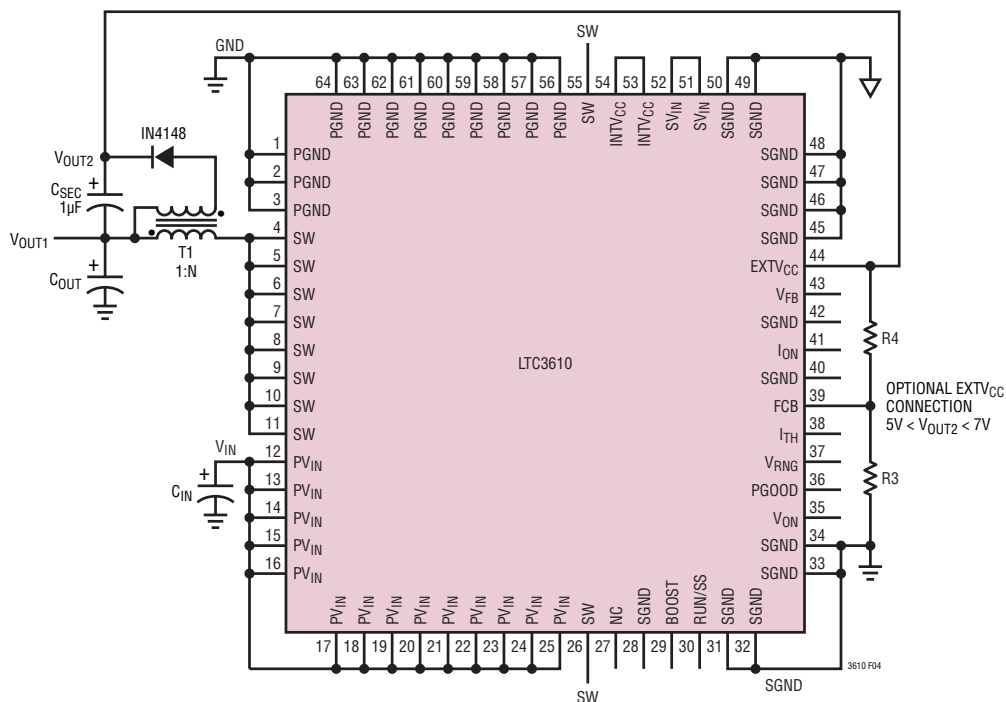 GND
SW
64 63 62 61 60 59 58 57 56 55 54 53 52 51 50 49
PGND PGND PGND PGND PGND PGND PGND PGND PGND SW INTVCC INTVCC SVIN SVIN SGND SGND
IN4148
VOUT2
+
CSEC
1µF
VOUT1
+
COUT
T1
1:N
VIN
+
CIN
1 PGND
2 PGND
3 PGND
4 SW
5 SW
6 SW
7 SW
8 SW
9 SW
10 SW
11 SW
12 PVIN
13 PVIN
14 PVIN
15 PVIN
16 PVIN
LTC3610
SGND 48
SGND 47
SGND 46
SGND 45
EXTVCC 44
VFB 43
SGND 42
ION 41
SGND 40
FCB 39
ITH 38
VRNG 37
PGOOD 36
VON 35
SGND 34
SGND 33
R4
OPTIONAL EXTVCC
CONNECTION
5V < VOUT2 < 7V
R3
PVIN PVIN PVIN PVIN PVIN PVIN PVIN PVIN PVIN SW NC SGND BOOST RUN/SS SGND SGND
17 18 19 20 21 22 23 24 25 26 27 28 29 30 31 32
3610 F04
SW
SGND